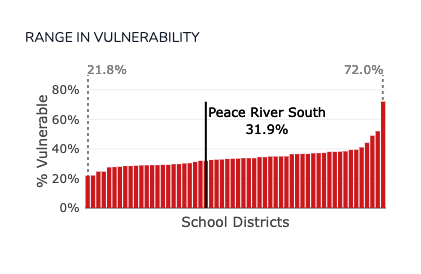 RANGE IN VULNERABILITY
21.8%
72.0%
80%
Peace River South
31.9%
60%
40%
20%
0%
% Vulnerable
School Districts